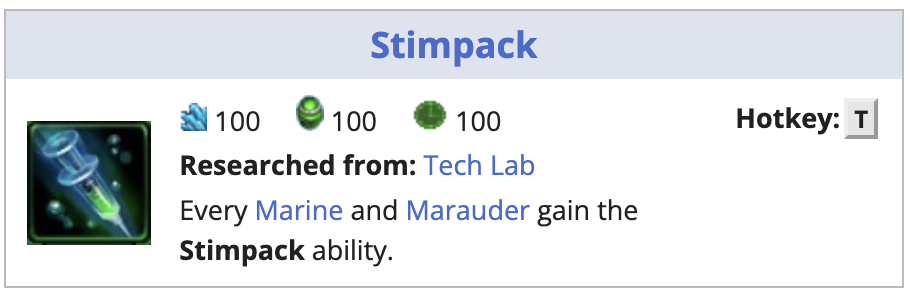 Stimpack
100 100 100 Hotkey: T
Researched from: Tech Lab
Every Marine and Marauder gain the
Stimpack ability.